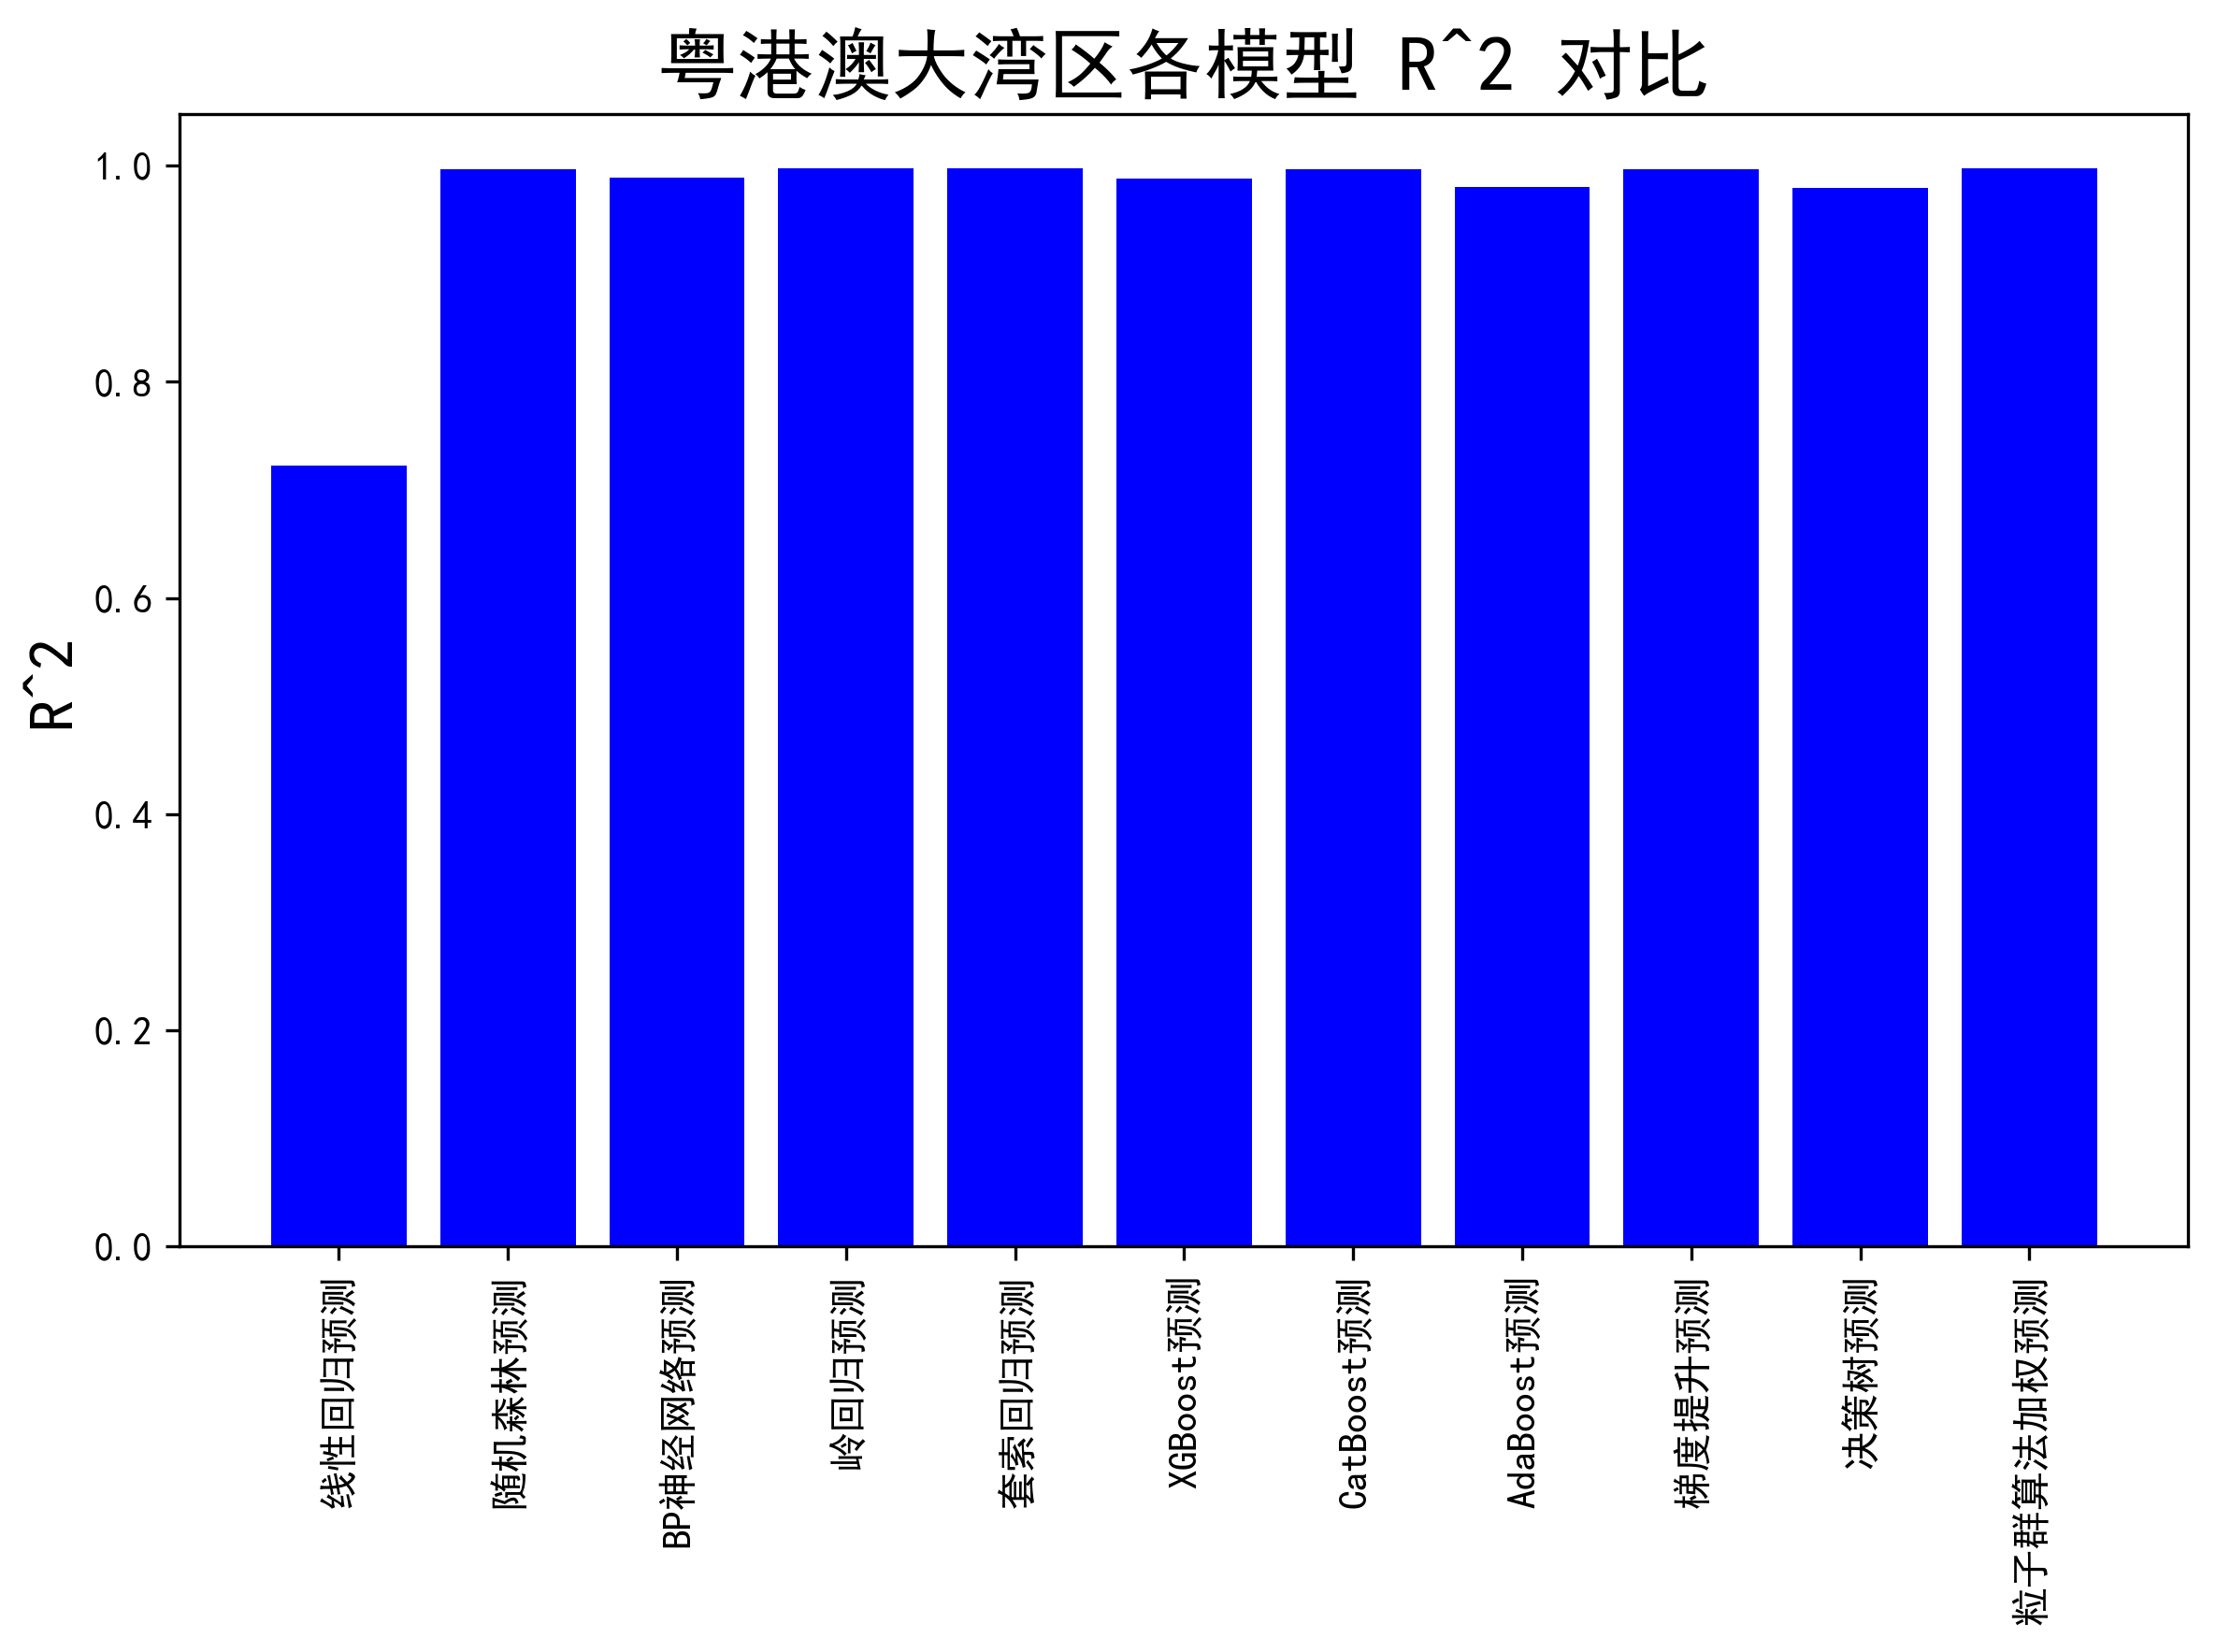 粤港澳大湾区各模型 R^2 对比
R^2
1.0
0.8
0.6
0.4
0.2
0.0
线性回归预测
随机森林预测
BP神经网络预测
岭回归预测
套索回归预测
XGBoost预测
CatBoost预测
AdaBoost预测
梯度提升预测
决策树预测
粒子群算法加权预测